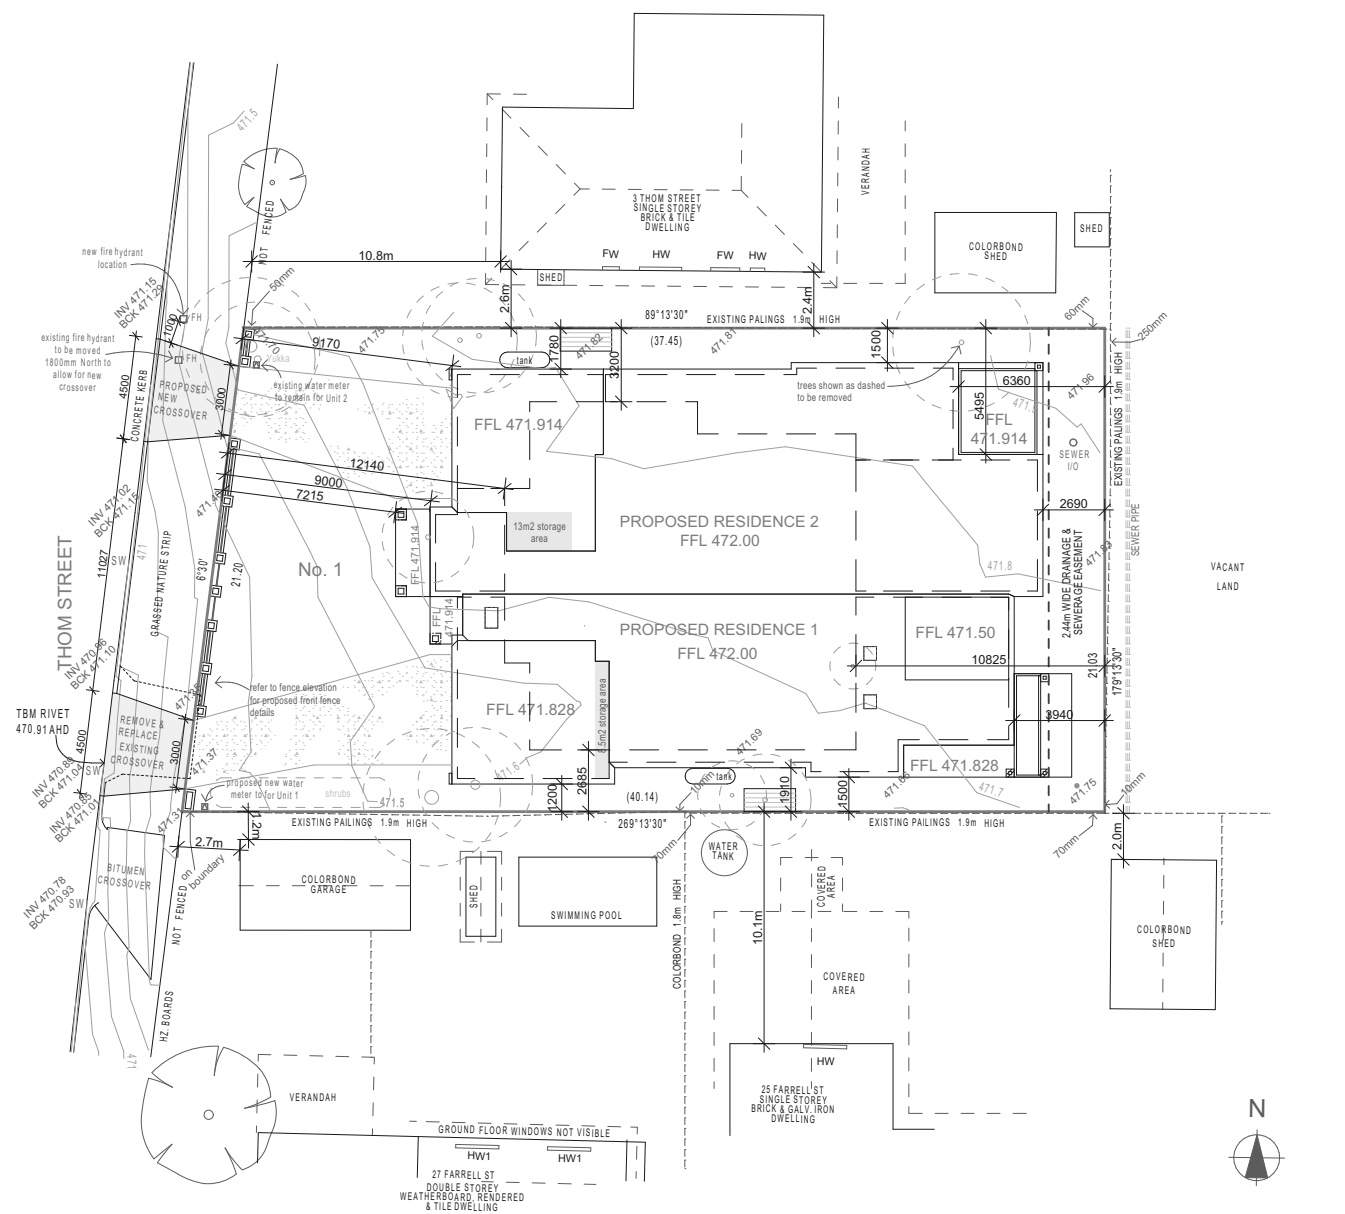 471.5
NOT FENCED
3 THOM STREET
SINGLE STOREY
BRICK & TILE
DWELLING
VERANDAH
FW
HW
FW
HW
COLORBOND
SHED
SHED
SHED
10.8m
2.6m
2.4m
new fire hydrant
location
50mm
60mm
250mm
INV 471.15
BCK 471.29
1000
FH
existing fire hydrant
to be moved
1800mm North to
allow for new
crossover
FH
89°13'30"
EXISTING PALINGS 1.9m HIGH
(37.45)
471.70
471.75
471.82
471.81
9170
1780
3200
1500
tank
Yukka
existing water meter
to remain for Unit 2
trees shown as dashed
to be removed
6360
471.96
5495
4500
CONCRETE KERB
PROPOSED
NEW
CROSSOVER
3000
FFL 471.914
FFL
471.914
SEWER
I/O
EXISTING PALINGS 1.9m HIGH
SEWER PIPE
12140
9000
7215
2690
INV 471.02
BCK 471.15
13m2 storage
area
PROPOSED RESIDENCE 2
FFL 472.00
THOM STREET
11027
SW
471
GRASSED NATURE STRIP
6°30'
21.20
No. 1
FFL 471.914
FFL
471.914
471.8
2.44m WIDE DRAINAGE &
SEWERAGE EASEMENT
VACANT
LAND
PROPOSED RESIDENCE 1
FFL 472.00
FFL 471.50
10825
21.03
179°13'30"
INV 470.96
BCK 471.10
refer to fence elevation
for proposed front fence
details
FFL 471.828
8.5m2 storage area
3940
TBM RIVET
470.91 AHD
REMOVE &
REPLACE
EXISTING
CROSSOVER
4500
3000
471.37
471.6
471.69
FFL 471.828
SW
BCK 471.04
BCK 471.01
proposed new water
meter to for Unit 1
shrubs
471.5
1200
2685
tank
10mm
1910
1500
471.66
471.7
471.75
10mm
471.31
(40.14)
1.2m
EXISTING PAILINGS 1.9m HIGH
269°13'30"
EXISTING PALINGS 1.9m HIGH
2.7m
70mm
70mm
2.0m
BITUMEN
CROSSOVER
on
boundary
COLORBOND
GARAGE
SHED
SWIMMING POOL
WATER
TANK
COVERED
AREA
INV 470.78
BCK 470.93
SW
NOT FENCED
COLORBOND 1.8m HIGH
10.1m
COLORBOND
SHED
COVERED
AREA
HZ. BOARDS
471
HW
VERANDAH
25 FARRELL ST
SINGLE STOREY
BRICK & GALV. IRON
DWELLING
N
GROUND FLOOR WINDOWS NOT VISIBLE
HW1
HW1
27 FARRELL ST
DOUBLE STOREY
WEATHERBOARD, RENDERED
& TILE DWELLING